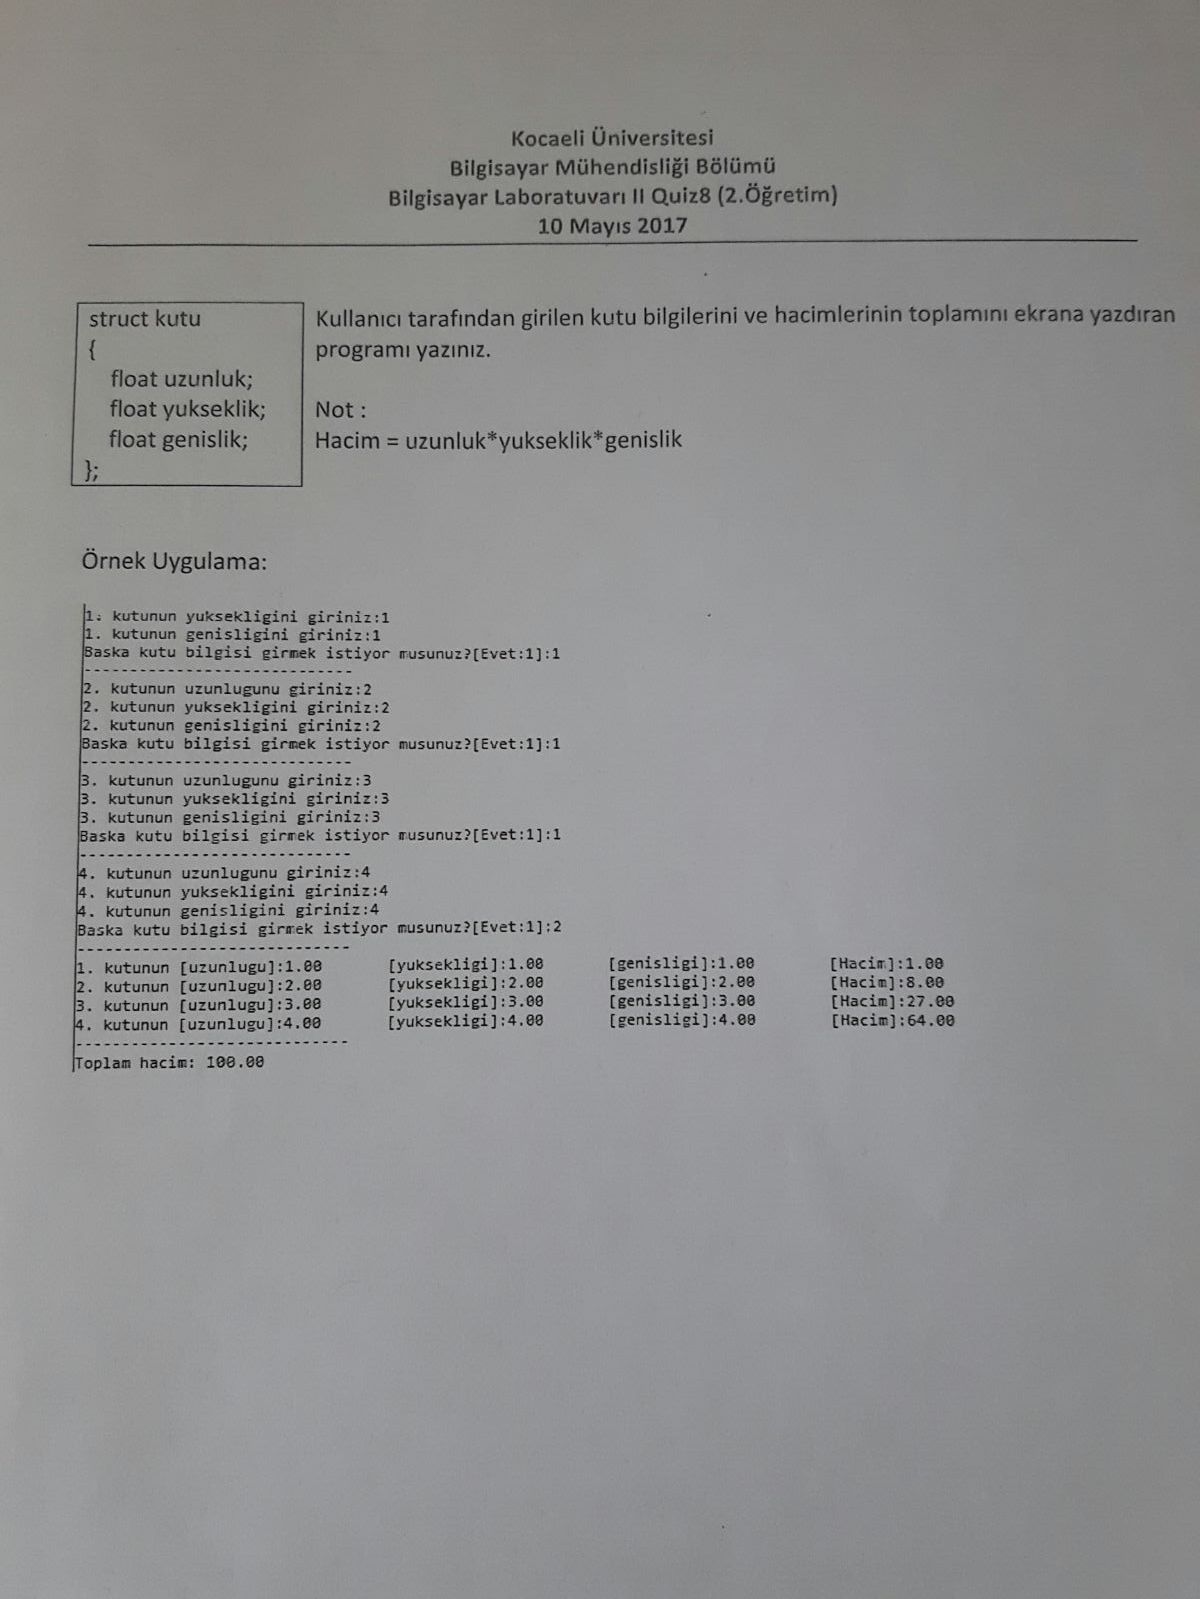 Kocaeli Üniversitesi
Bilgisayar Mühendisliği Bölümü
Bilgisayar Laboratuvarı II Quiz8 (2.Öğretim)
10 Mayıs 2017
struct kutu
{
float uzunluk;
float yukseklik;
float genislik;
};
Kullanıcı tarafından girilen kutu bilgilerini ve hacimlerinin toplamını ekrana yazdıran
programı yazınız.
Not :
Hacim = uzunluk*yukseklik*genislik
Örnek Uygulama:
1. kutunun yuksekligini giriniz:1
1. kutunun genisligini giriniz:1
Baska kutu bilgisi girmek istiyor musunuz?[Evet:1]:1
------------------------------
2. kutunun uzunlugunu giriniz:2
2. kutunun yuksekligini giriniz:2
2. kutunun genisligini giriniz:2
Baska kutu bilgisi girmek istiyor musunuz?[Evet:1]:1
------------------------------
3. kutunun uzunlugunu giriniz:3
3. kutunun yuksekligini giriniz:3
3. kutunun genisligini giriniz:3
Baska kutu bilgisi girmek istiyor musunuz?[Evet:1]:1
------------------------------
4. kutunun uzunlugunu giriniz:4
4. kutunun yuksekligini giriniz:4
4. kutunun genisligini giriniz:4
Baska kutu bilgisi girmek istiyor musunuz?[Evet:1]:2
------------------------------
1. kutunun [uzunlugu]:1.00 [yuksekligi]:1.00 [genisligi]:1.00 [Hacim]:1.00
2. kutunun [uzunlugu]:2.00 [yuksekligi]:2.00 [genisligi]:2.00 [Hacim]:8.00
3. kutunun [uzunlugu]:3.00 [yuksekligi]:3.00 [genisligi]:3.00 [Hacim]:27.00
4. kutunun [uzunlugu]:4.00 [yuksekligi]:4.00 [genisligi]:4.00 [Hacim]:64.00
------------------------------
Toplam hacim: 100.00